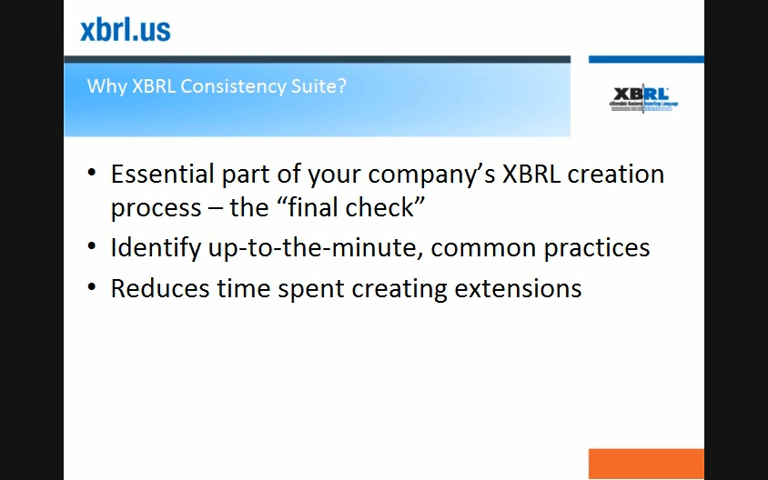 xbrl.us
Why XBRL Consistency Suite?
XBRL
• Essential part of your company’s XBRL creation
process – the “final check”
• Identify up-to-the-minute, common practices
• Reduces time spent creating extensions